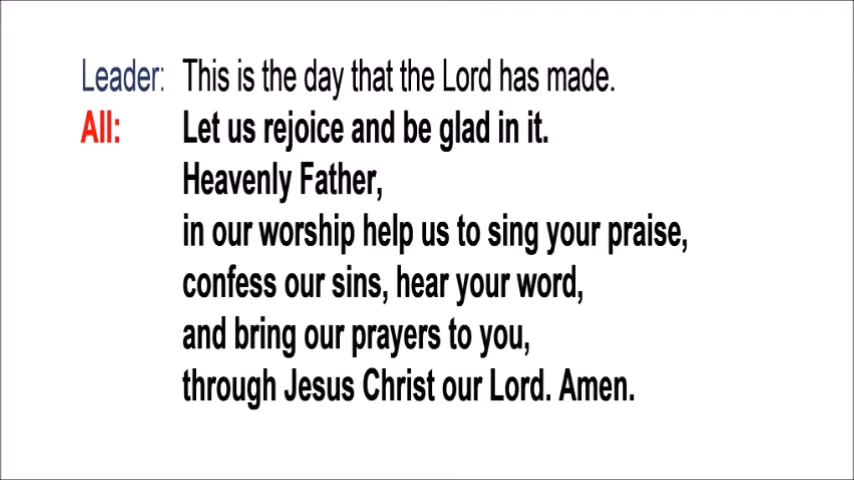 Leader: This is the day that the Lord has made.
All: Let us rejoice and be glad in it.
Heavenly Father,
in our worship help us to sing your praise,
confess our sins, hear your word,
and bring our prayers to you,
through Jesus Christ our Lord. Amen.